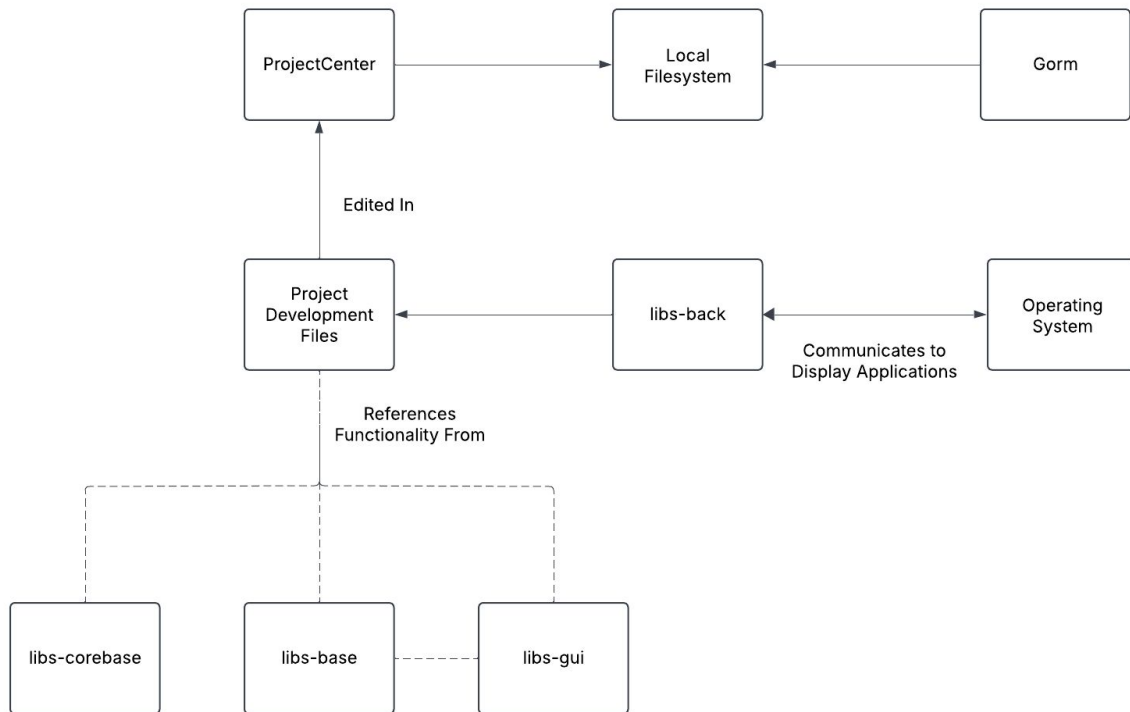 ProjectCenter
Local
Filesystem
Gorm
Edited In
Project
Development
Files
libs-back
Operating
System
Communicates to
Display Applications
References
Functionality From
libs-corebase
libs-base
libs-gui